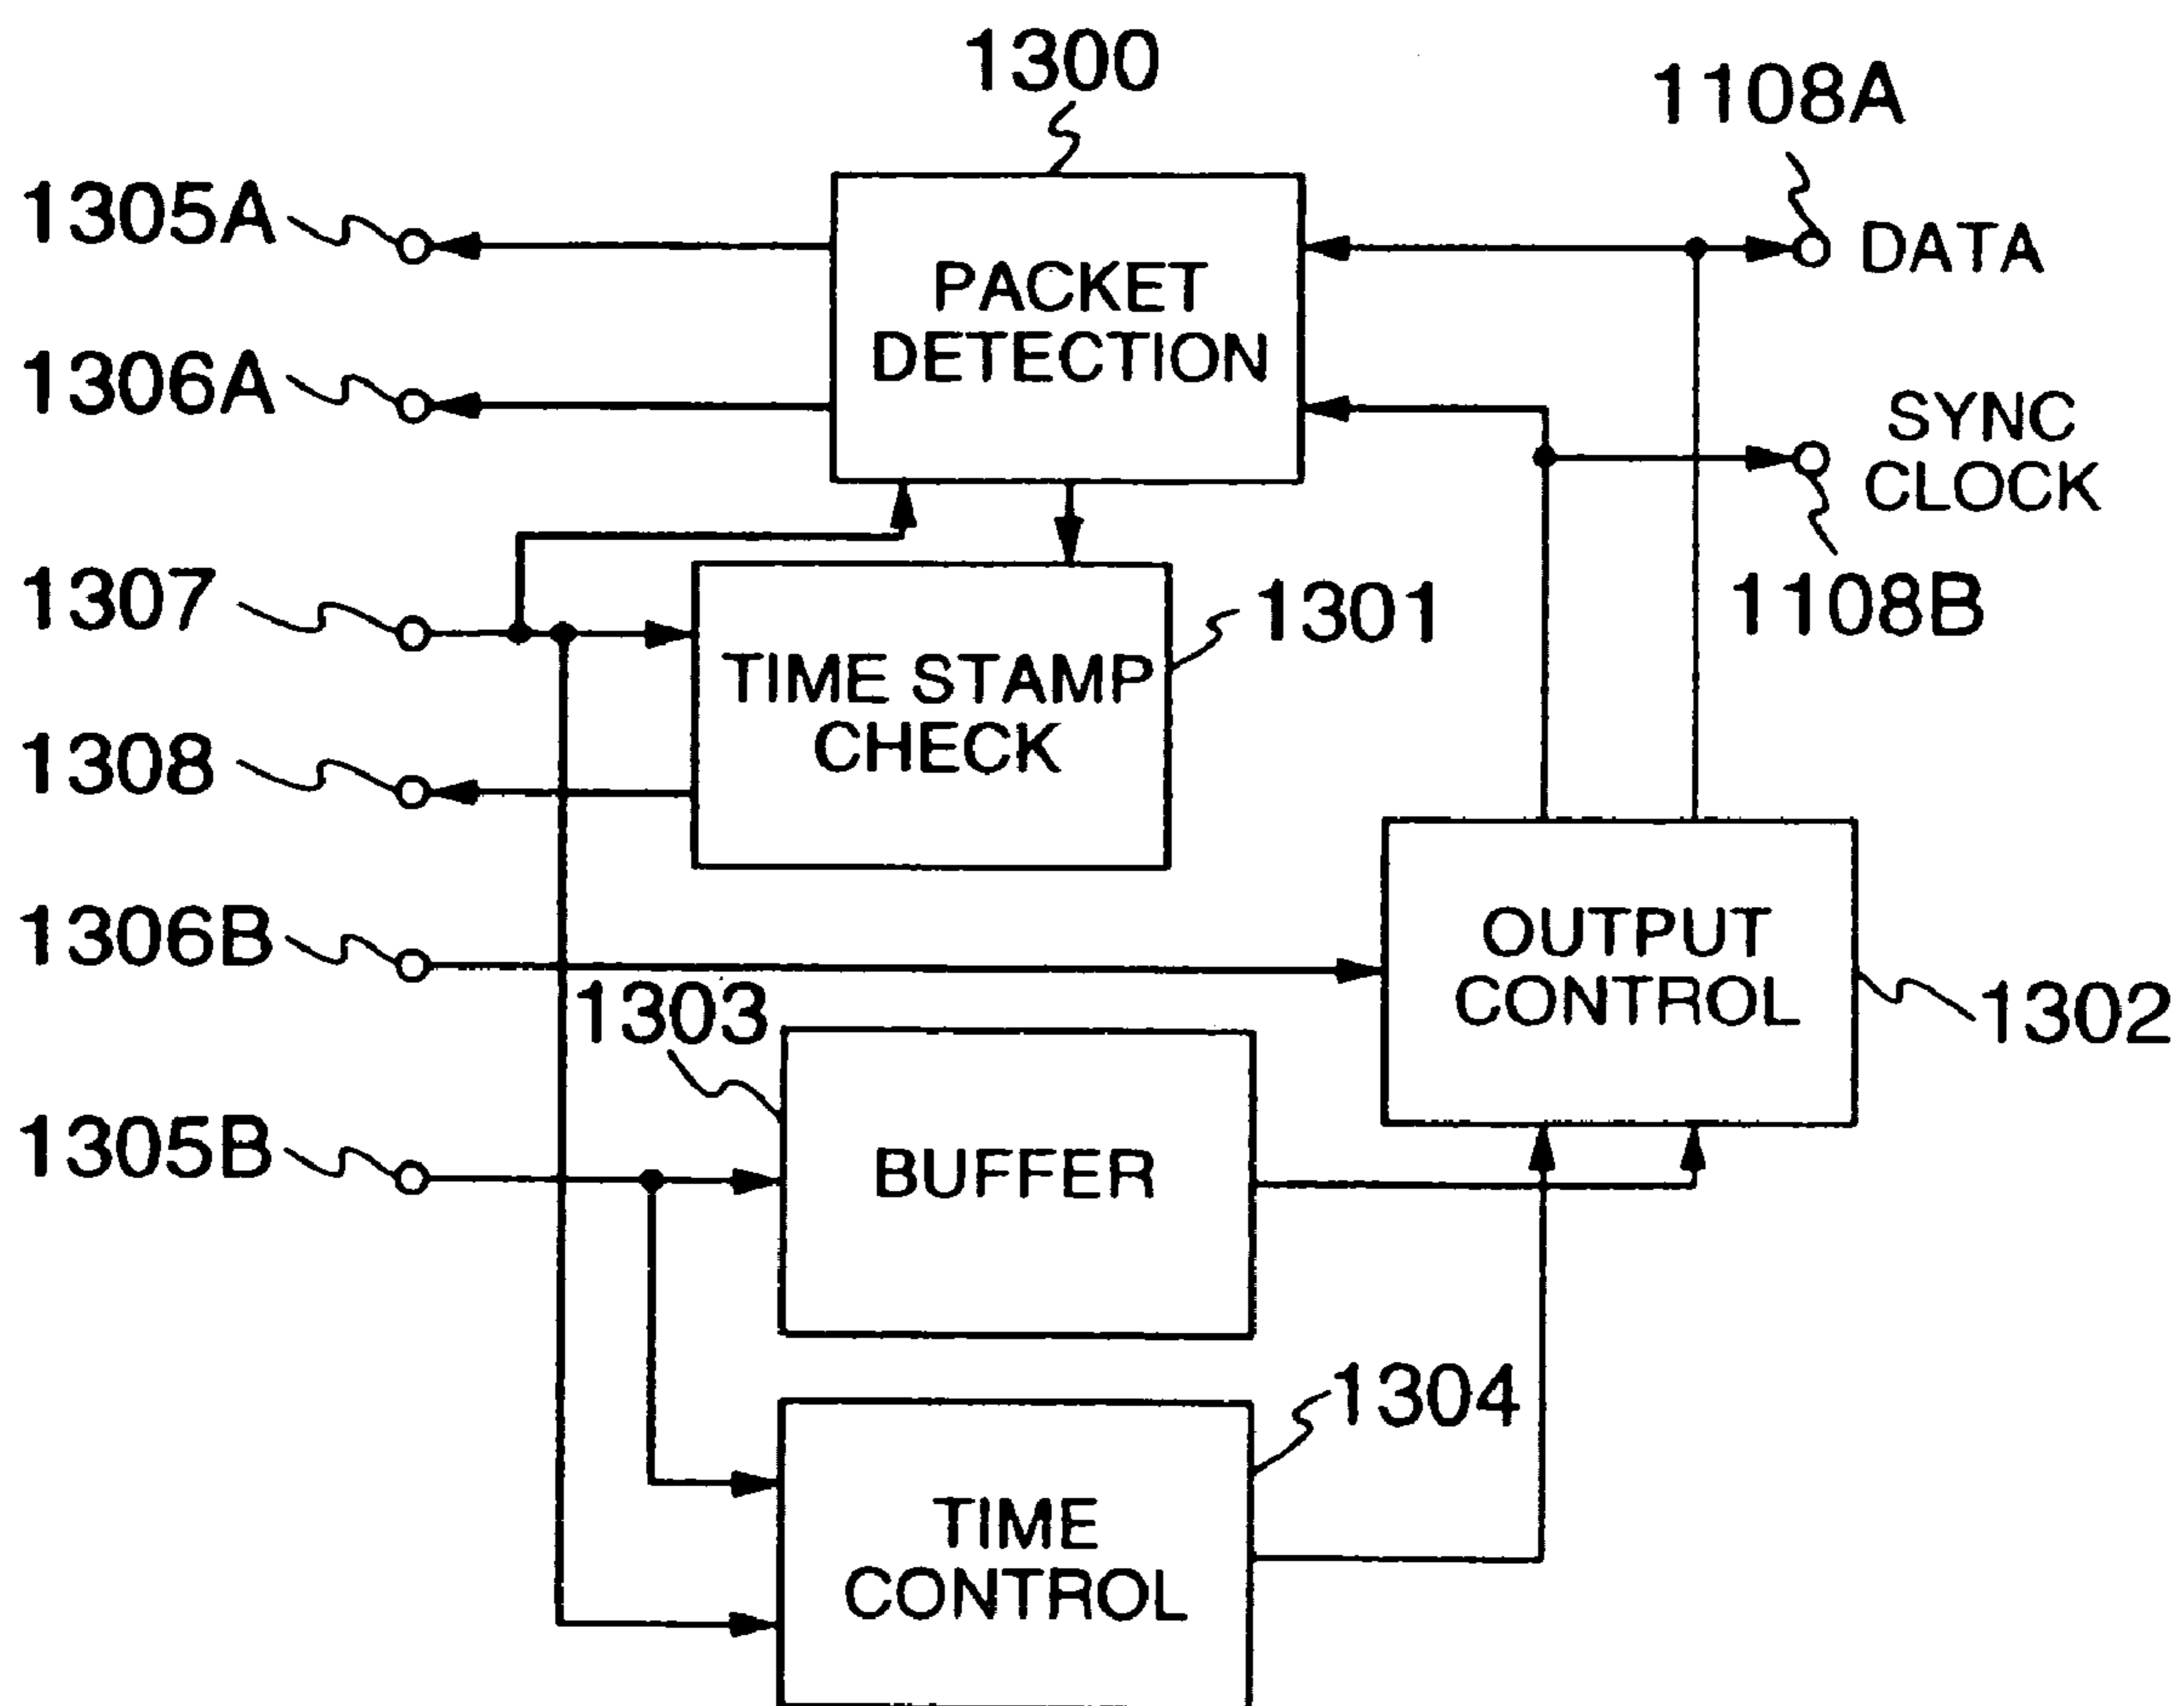 1300
1108A
1305A
DATA
PACKET
DETECTION
1306A
SYNC
CLOCK
1307
1301
1108B
TIME STAMP
CHECK
1308
1306B
OUTPUT
CONTROL
1303
1302
1305B
BUFFER
1304
TIME
CONTROL